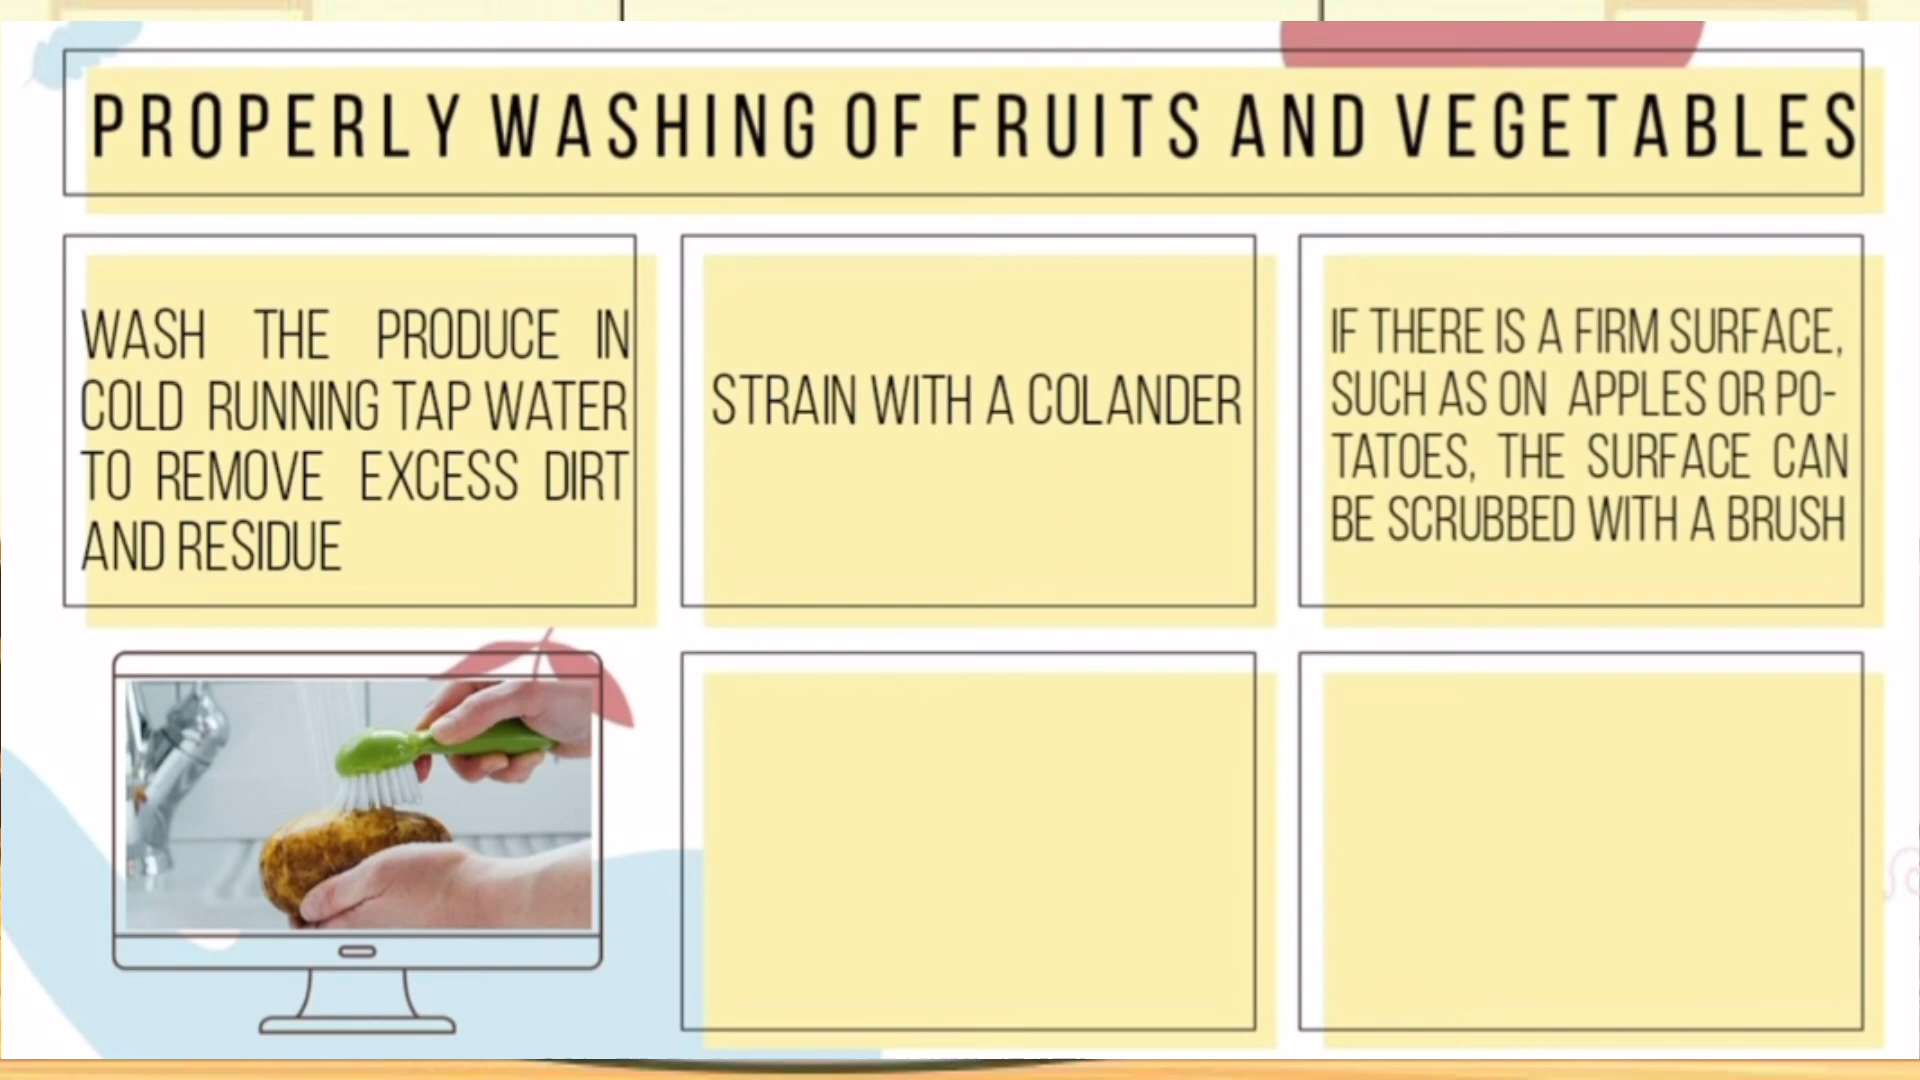 PROPERLY WASHING OF FRUITS AND VEGETABLES
WASH THE PRODUCE IN
COLD RUNNING TAP WATER
TO REMOVE EXCESS DIRT
AND RESIDUE
STRAIN WITH A COLANDER
IF THERE IS A FIRM SURFACE,
SUCH AS ON APPLES OR PO-
TATOES, THE SURFACE CAN
BE SCRUBBED WITH A BRUSH